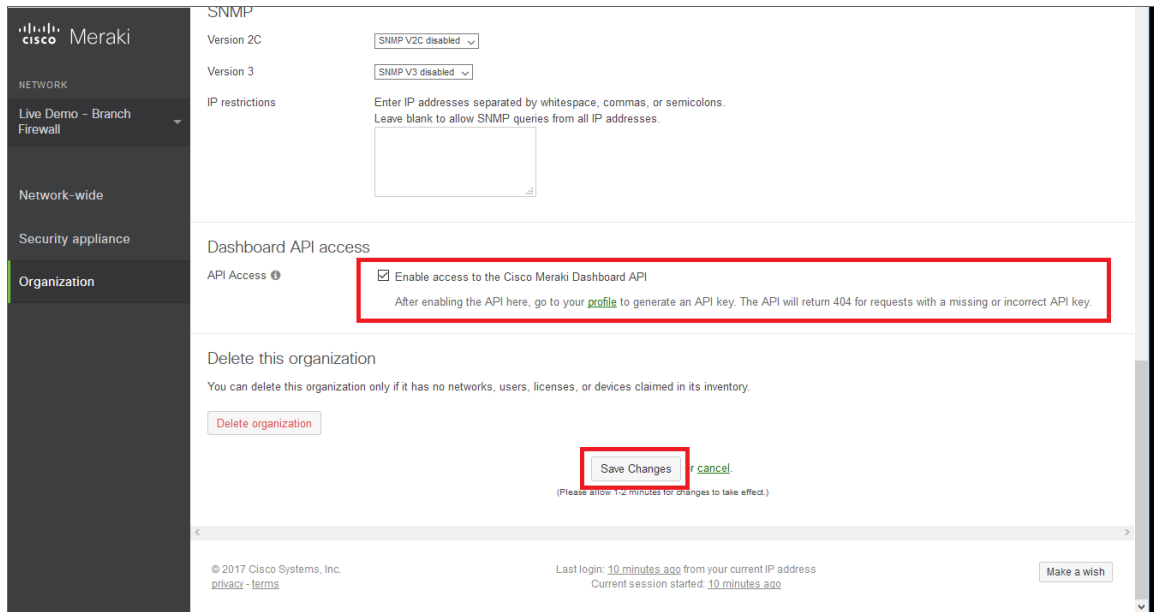 CISCO Meraki
NETWORK
Live Demo - Branch
Firewall
Network-wide
Security appliance
Organization
SNMP
Version 2C
SNMP V2C disabled
Version 3
SNMP V3 disabled
IP restrictions
Enter IP addresses separated by whitespace, commas, or semicolons.
Leave blank to allow SNMP queries from all IP addresses.
Dashboard API access
API Access
Enable access to the Cisco Meraki Dashboard API
After enabling the API here, go to your profile to generate an API key. The API will return 404 for requests with a missing or incorrect API key.
Delete this organization
You can delete this organization only if it has no networks, users, licenses, or devices claimed in its inventory.
Delete organization
Save Changes r cancel.
(Please allow 1-2 minutes for changes to take effect.)
© 2017 Cisco Systems, Inc.
privacy - terms
Last login: 10 minutes ago from your current IP address
Current session started: 10 minutes ago
Make a wish